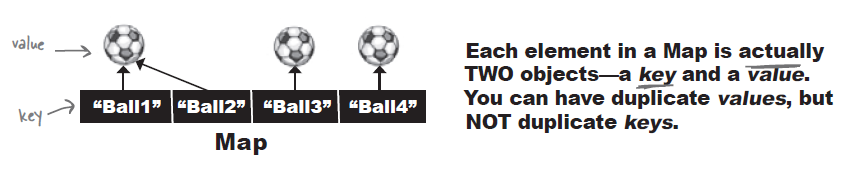 value
key
“Ball1” “Ball2” “Ball3” “Ball4”
Map
Each element in a Map is actually
TWO objects—a key and a value.
You can have duplicate values, but
NOT duplicate keys.